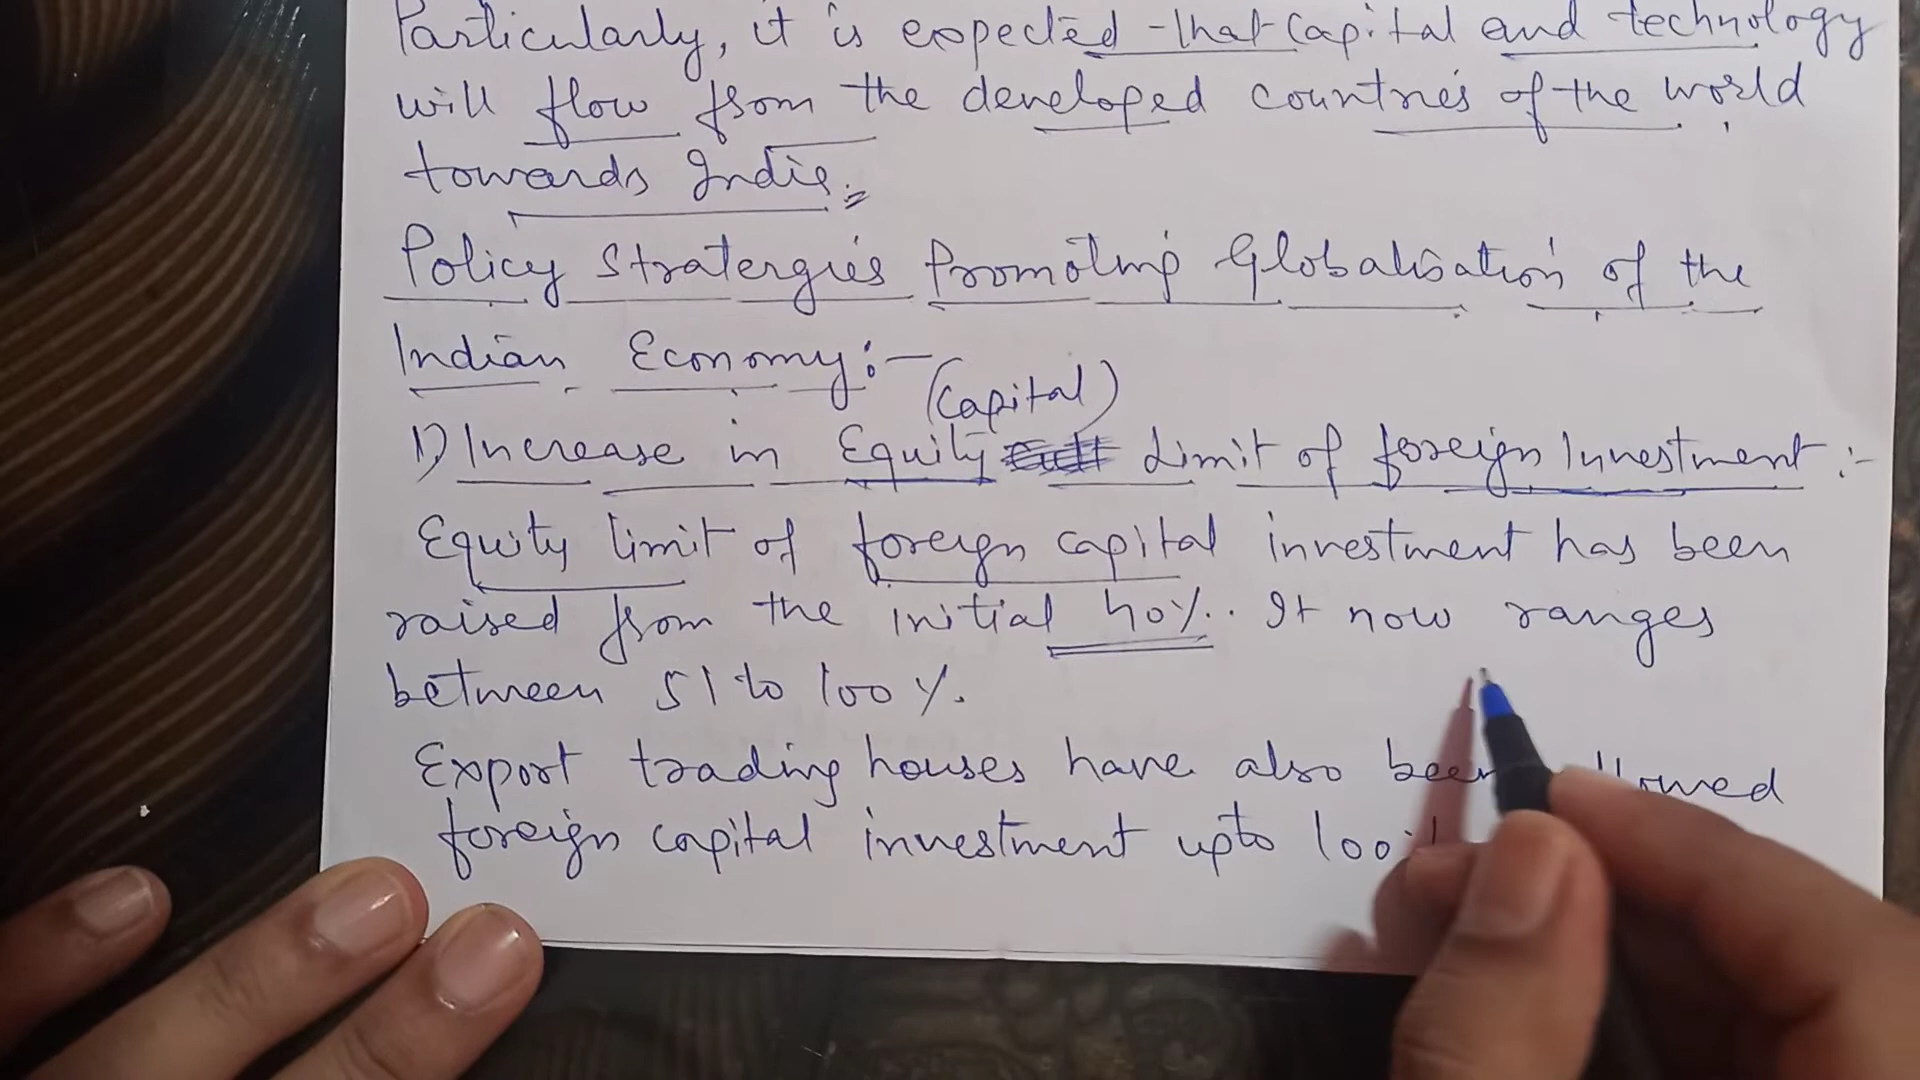 Particularly, it is expected that Capital and technology
will flow from the developed countries of the world
towards India.
Policy Stratergies Promoting Globalisation of the
Indian Economy:-
(Capital)
1) Increase in Equity Limit of foreign Investment:-
Equity limit of foreign capital investment has been
raised from the initial 40%. It now ranges
between 51 to 100%.
Export trading houses have also been
foreign capital investment upto 100